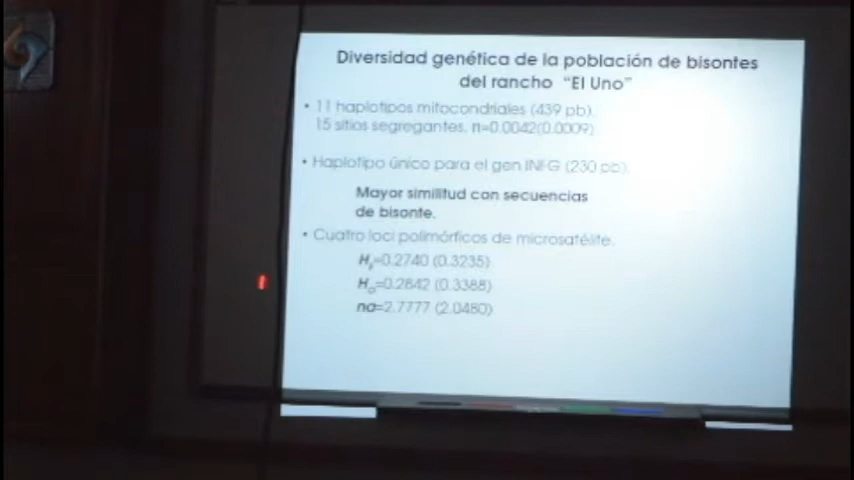 Diversidad genética de la población de bisontes
del rancho "El Uno"
• 11 haplotipos mitocondriales (439 pb).
15 sitios segregantes, π=0.0042(0.0009)
• Haplotipo único para el gen INFG (230 pb).
Mayor similitud con secuencias
de bisonte.
• Cuatro loci polimórficos de microsatélite.
=0.2740 (0.3235)
Ho=0.2642 (0.3388)
na=2.7777 (2.0480)